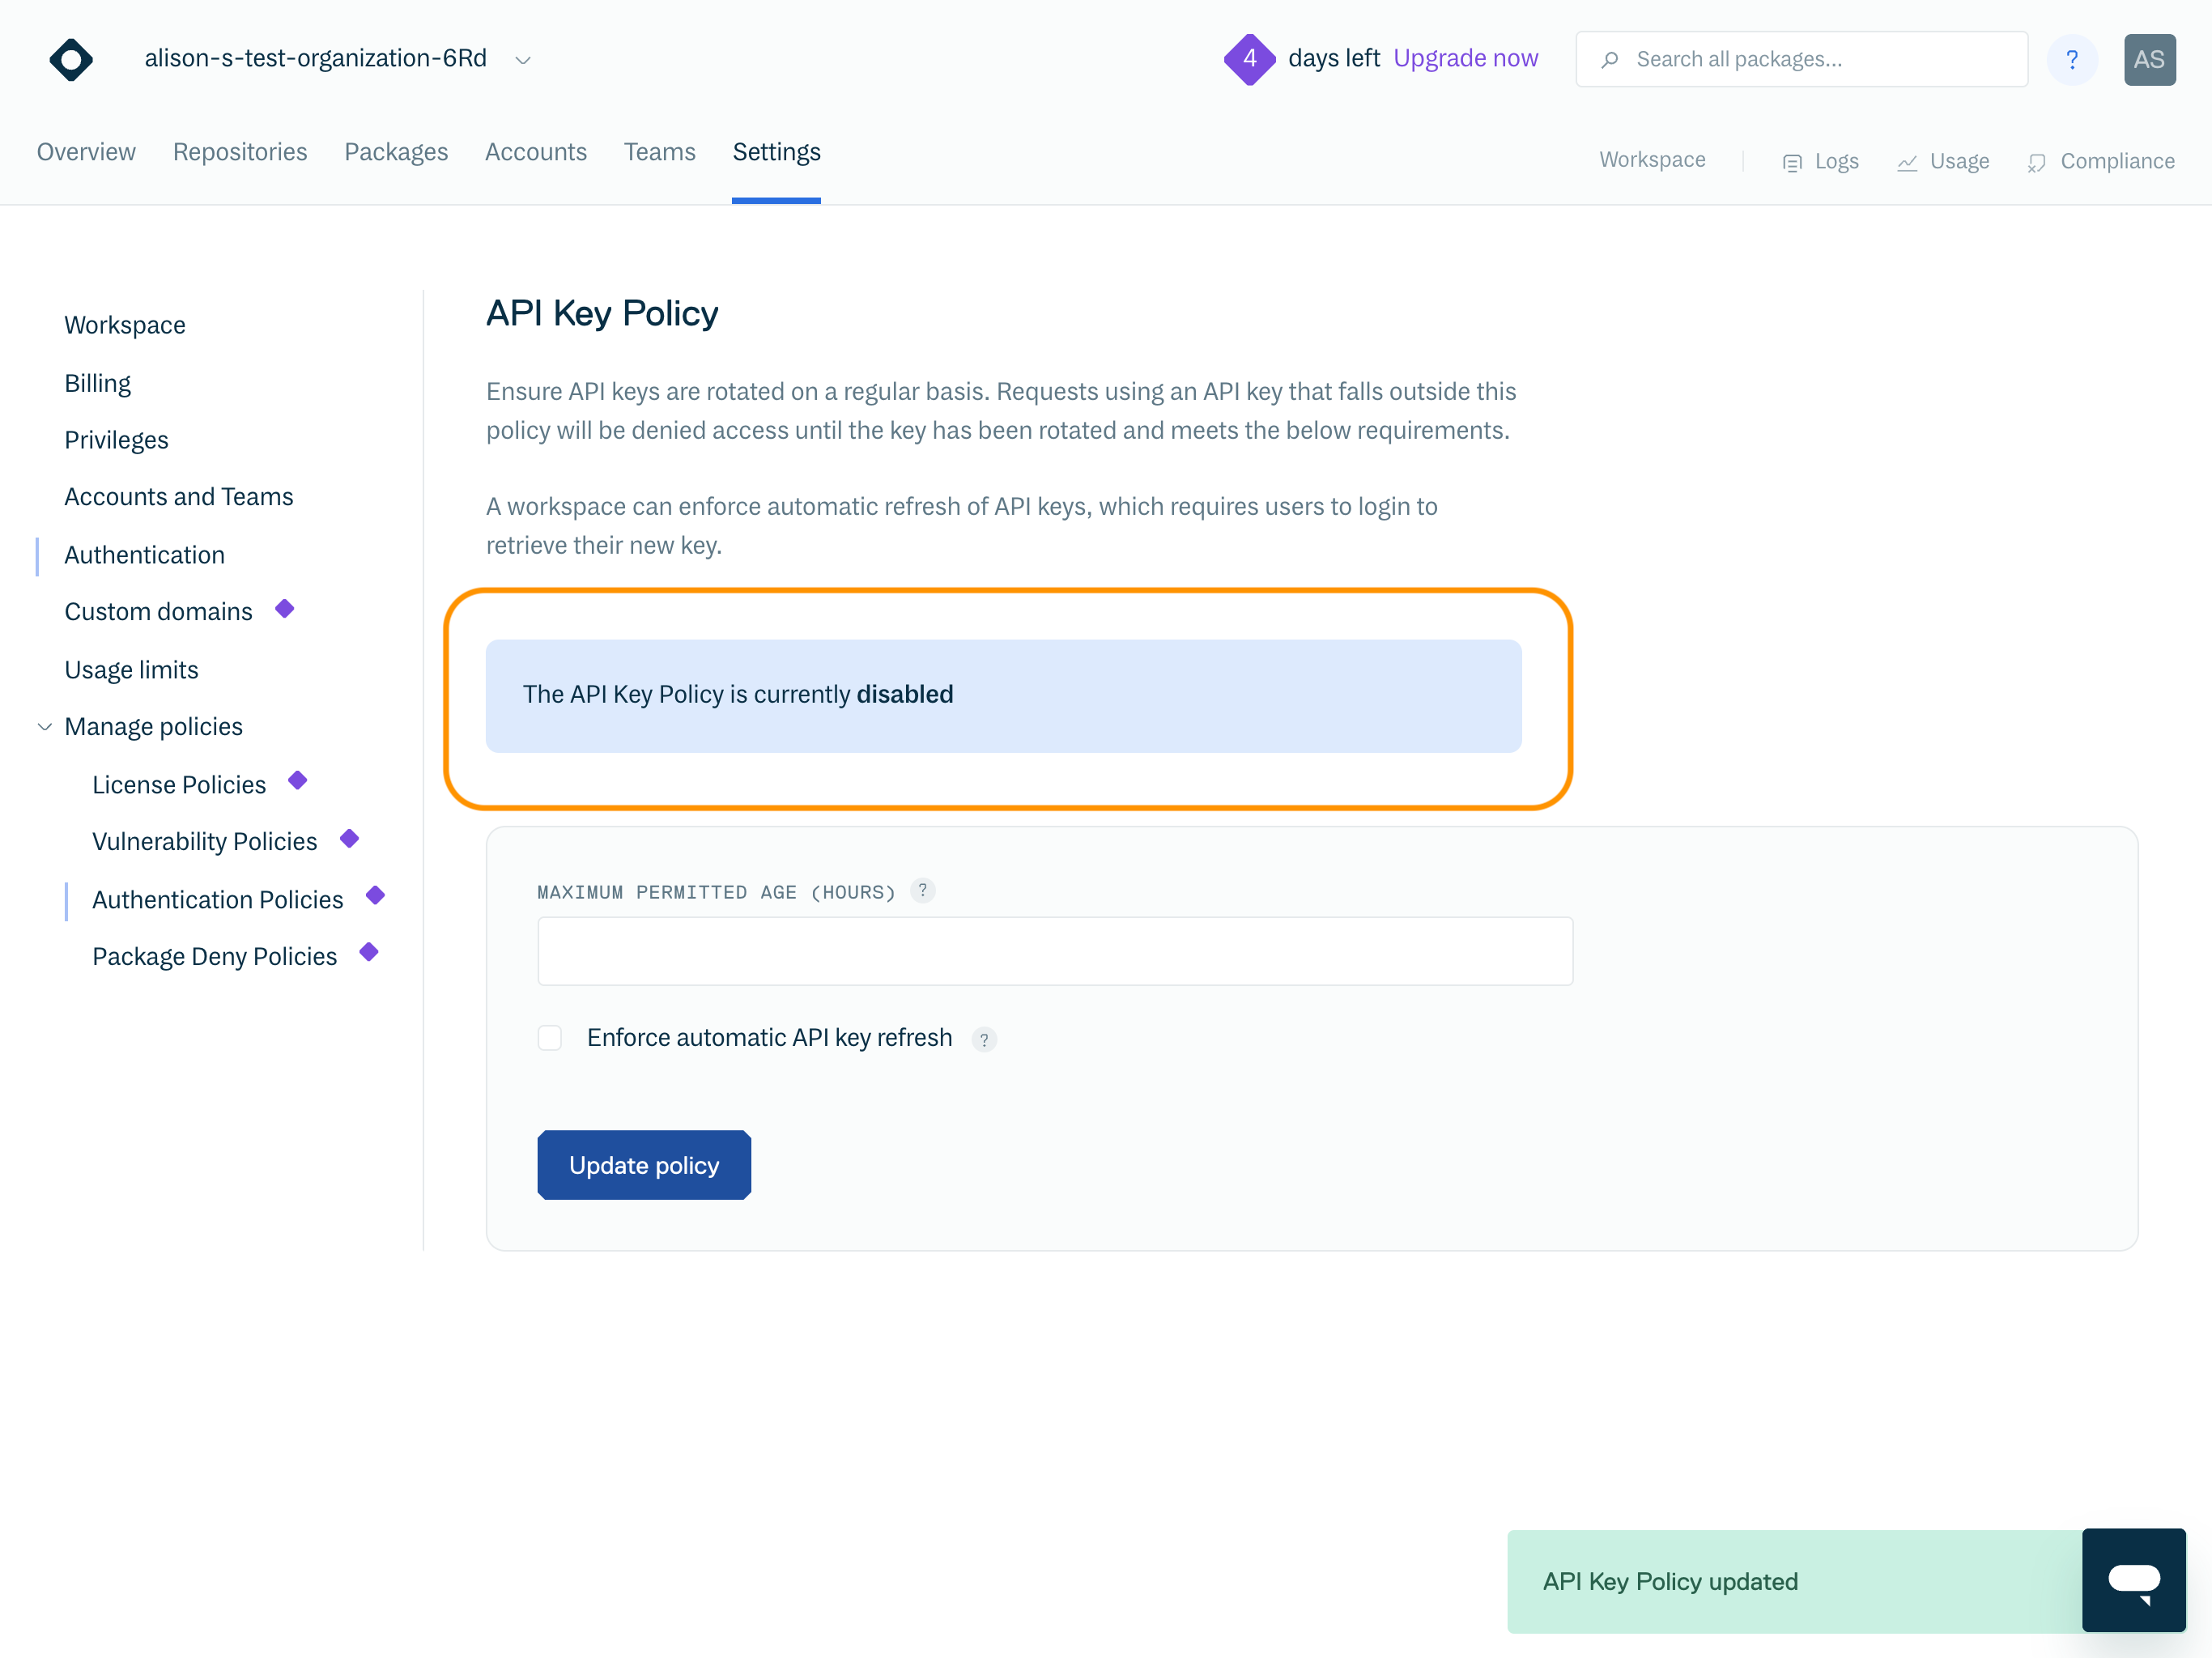 alison-s-test-organization-6Rd
4 days left Upgrade now
Search all packages...
?
AS
Overview Repositories Packages Accounts Teams Settings
Workspace Logs Usage Compliance
Workspace
Billing
Privileges
Accounts and Teams
Authentication
Custom domains
Usage limits
Manage policies
License Policies
Vulnerability Policies
Authentication Policies
Package Deny Policies
API Key Policy
Ensure API keys are rotated on a regular basis. Requests using an API key that falls outside this
policy will be denied access until the key has been rotated and meets the below requirements.
A workspace can enforce automatic refresh of API keys, which requires users to login to
retrieve their new key.
The API Key Policy is currently disabled
MAXIMUM PERMITTED AGE (HOURS) ?
Enforce automatic API key refresh ?
Update policy
API Key Policy updated